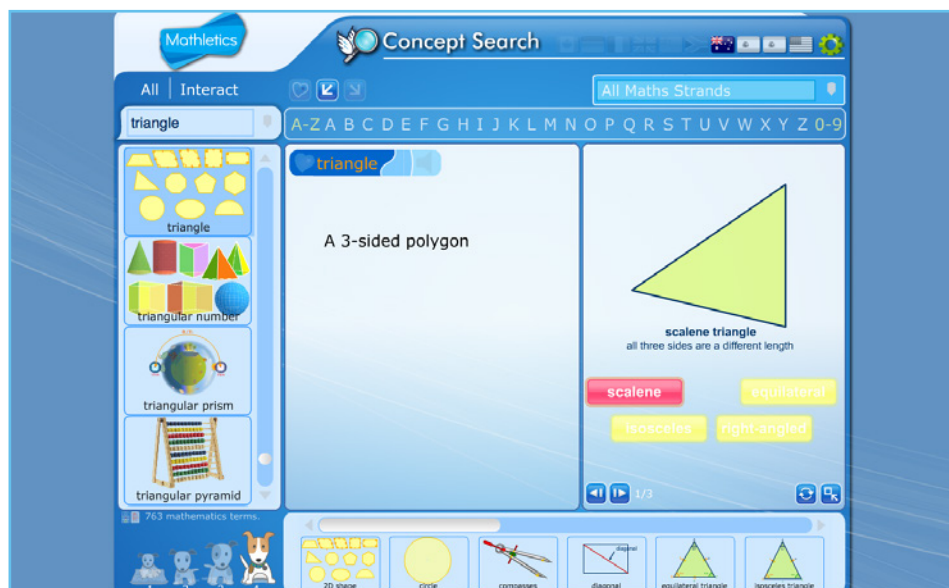 Mathletics
Concept Search
All | Interact
All Maths Strands
triangle
A-Z A B C D E F G H I J K L M N O P Q R S T U V W X Y Z 0-9
triangle
triangular number
triangular prism
triangular pyramid
763 mathematics terms.
triangle
A 3-sided polygon
scalene triangle
all three sides are a different length
scalene
equilateral
isosceles
right-angled
1/3
2D shape
circle
compasses
diagonal
diagonal
equilateral triangle
isosceles triangle